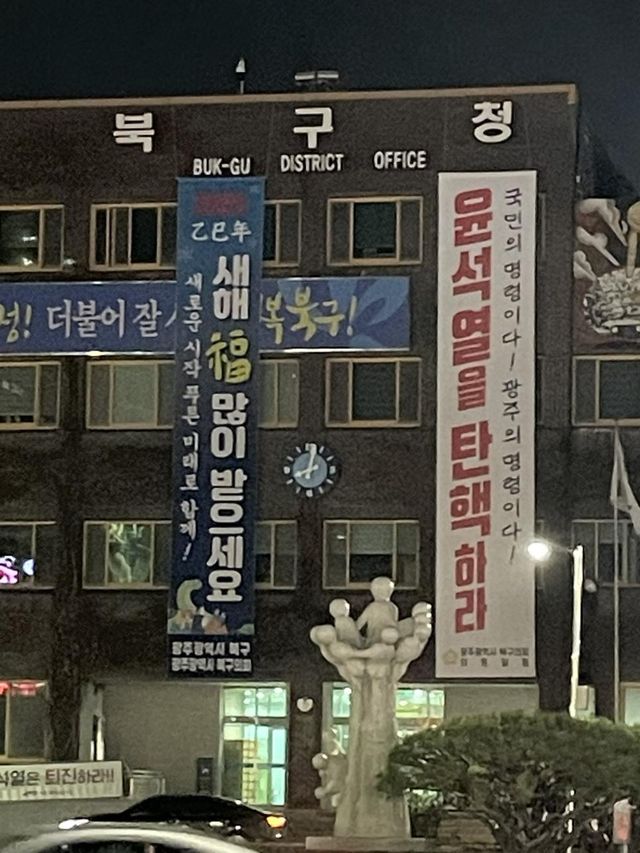 북구청
BUK-GU DISTRICT OFFICE
乙巳年
새해 福 많이 받으세요
새로운 시작 푸른 미래로 함께!
광주광역시 북구
광주광역시 북구의회
더불어 잘
복북구!
국민의 명령이다! 광주의 명령이다!
윤석열을 탄핵하라
광주광역시 북구의회
의원일동
석열은 퇴진하라!!